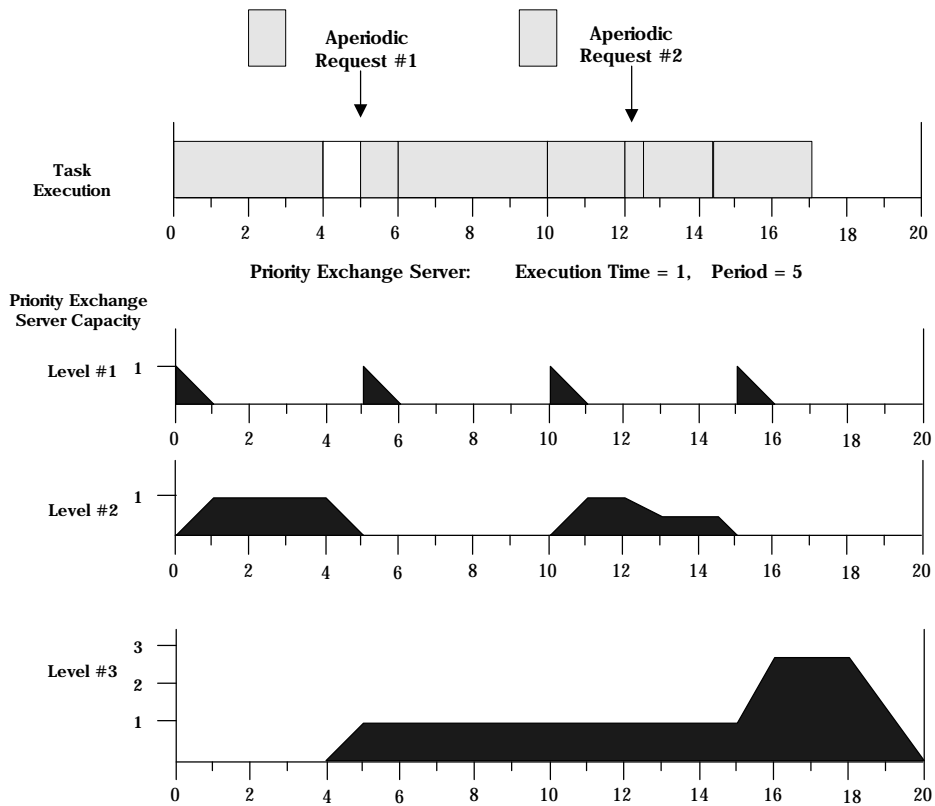 Aperiodic
Request #1
Aperiodic
Request #2
Task
Execution
0 2 4 6 8 10 12 14 16 18 20
Priority Exchange Server: Execution Time = 1, Period = 5
Priority Exchange
Server Capacity
Level #1 1
0 2 4 6 8 10 12 14 16 18 20
1
Level #2
0 2 4 6 8 10 12 14 16 18 20
3
Level #3
2
1
0 2 4 6 8 10 12 14 16 18 20